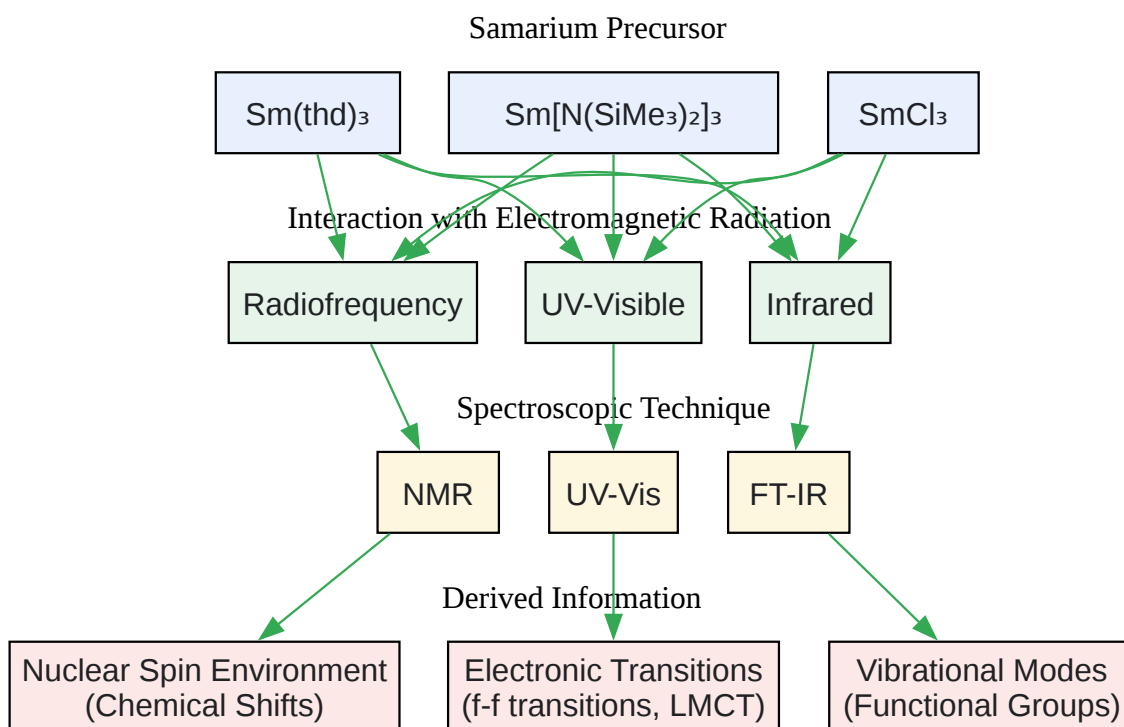 Samarium Precursor
Sm(thd)₃
Sm[N(SiMe₃)₂]₃
SmCl₃
Interaction with Electromagnetic Radiation
Radiofrequency
UV-Visible
Infrared
Spectroscopic Technique
NMR
UV-Vis
FT-IR
Derived Information
Nuclear Spin Environment
(Chemical Shifts)
Electronic Transitions
(f-f transitions, LMCT)
Vibrational Modes
(Functional Groups)